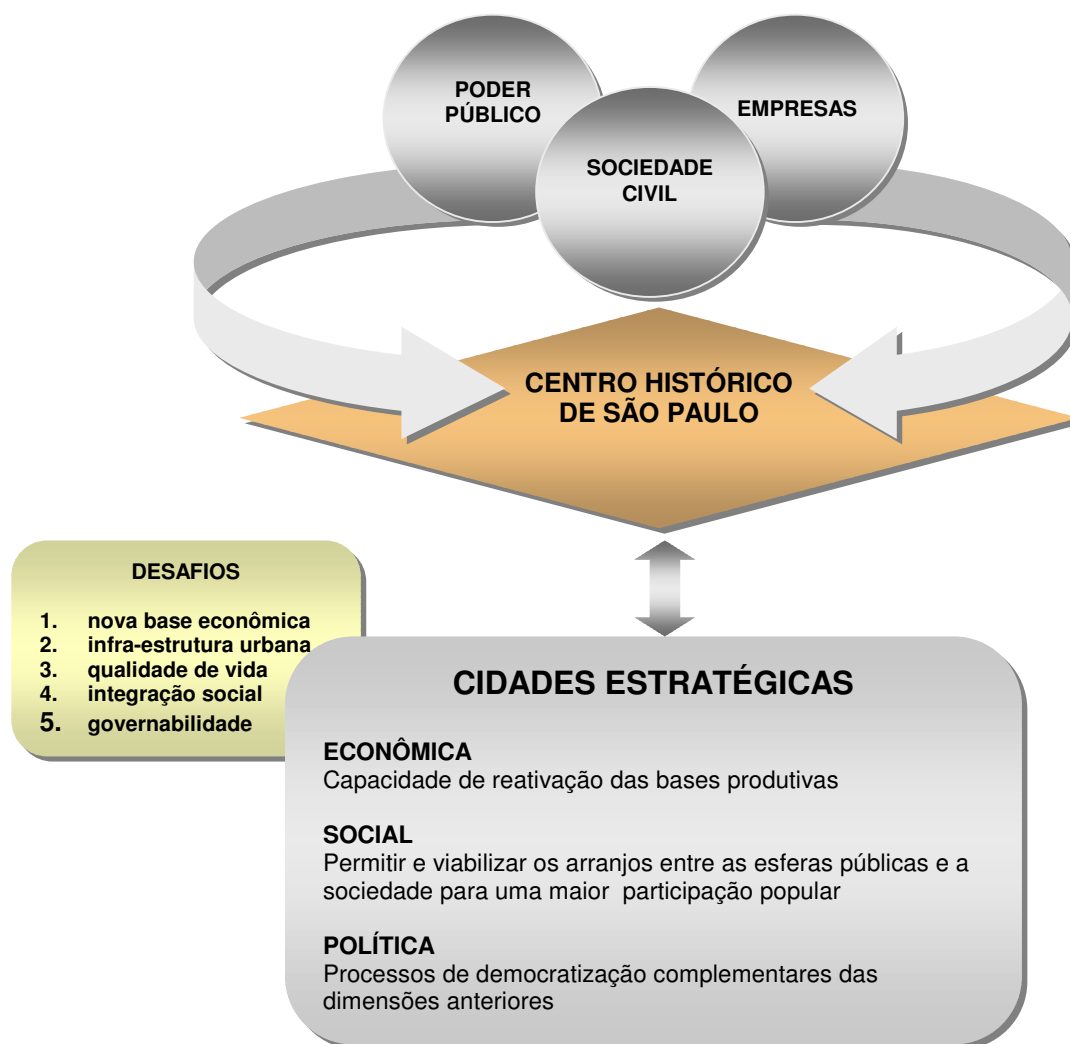 PODER
PÚBLICO
EMPRESAS
SOCIEDADE
CIVIL
CENTRO HISTÓRICO
DE SÃO PAULO
DESAFIOS
1. nova base econômica
2. infra-estrutura urbana
3. qualidade de vida
4. integração social
5. governabilidade
CIDADES ESTRATÉGICAS
ECONÔMICA
Capacidade de reativação das bases produtivas
SOCIAL
Permitir e viabilizar os arranjos entre as esferas públicas e a
sociedade para uma maior participação popular
POLÍTICA
Processos de democratização complementares das
dimensões anteriores